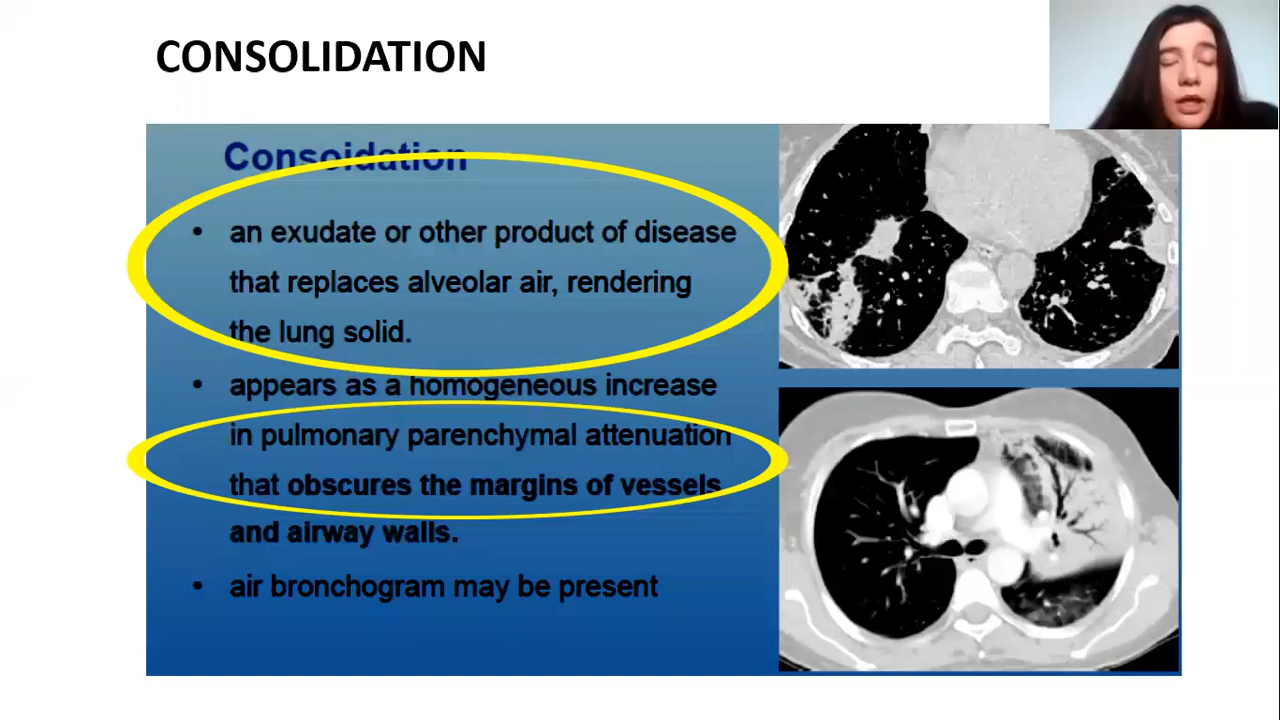 CONSOLIDATION
Consoidation
• an exudate or other product of disease
that replaces alveolar air, rendering
the lung solid.
• appears as a homogeneous increase
in pulmonary parenchymal attenuation
that obscures the margins of vessels
and airway walls.
• air bronchogram may be present